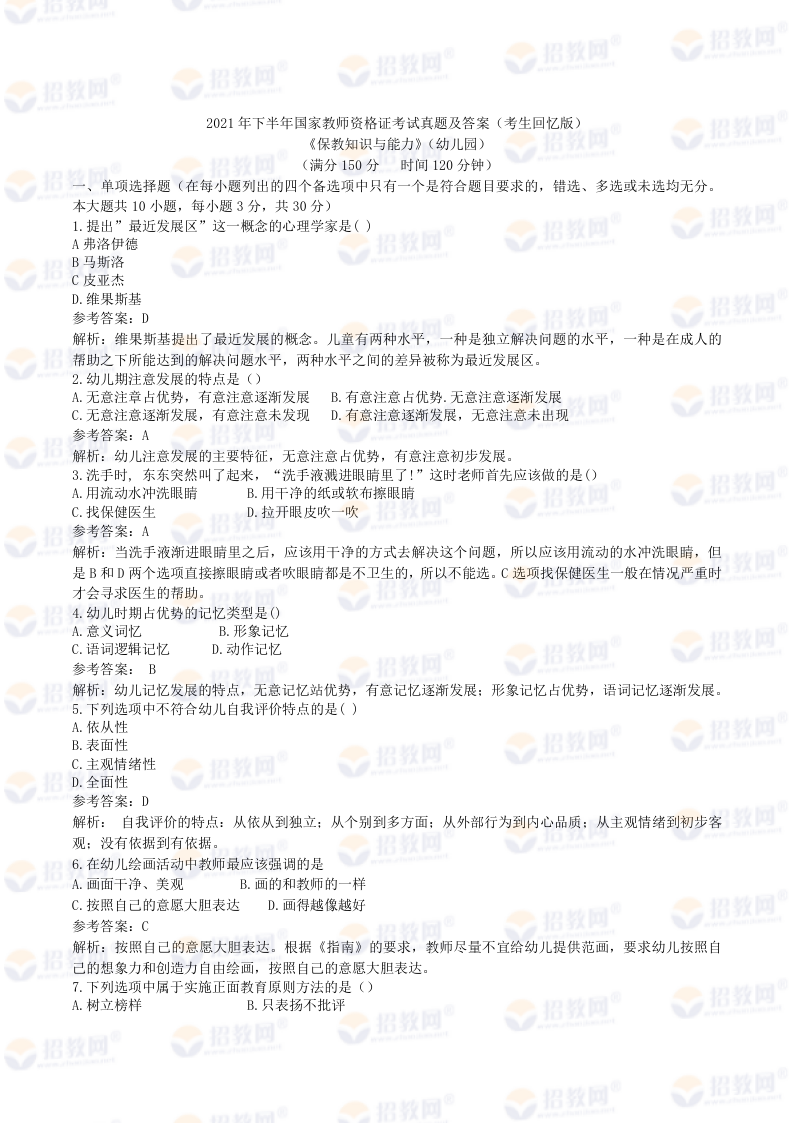 2021 年下半年国家教师资格证考试真题及答案（考生回忆版）
《保教知识与能力》（幼儿园）
（满分 150 分 时间 120 分钟）
一、单项选择题（在每小题列出的四个备选项中只有一个是符合题目要求的，错选、多选或未选均无分。
本大题共 10 小题，每小题 3 分，共 30 分）
1.提出”最近发展区”这一概念的心理学家是( )
A 弗洛伊德
B 马斯洛
C 皮亚杰
D.维果斯基
参考答案：D
解析：维果斯基提出了最近发展的概念。儿童有两种水平，一种是独立解决问题的水平，一种是在成人的
帮助之下所能达到的解决问题水平，两种水平之间的差异被称为最近发展区。
2.幼儿期注意发展的特点是（）
A.无意注章占优势，有意注意逐渐发展 B.有意注意占优势.无意注意逐渐发展
C.无意注意逐渐发展，有意注意未发现 D.有意注意逐渐发展，无意注意未出现
参考答案：A
解析：幼儿注意发展的主要特征，无意注意占优势，有意注意初步发展。
3.洗手时, 东东突然叫了起来，“洗手液溅进眼睛里了!”这时老师首先应该做的是()
A.用流动水冲洗眼睛 B.用干净的纸或软布擦眼睛
C.找保健医生 D.拉开眼皮吹一吹
参考答案：A
解析：当洗手液渐进眼睛里之后，应该用干净的方式去解决这个问题，所以应该用流动的水冲洗眼睛，但
是 B 和 D 两个选项直接擦眼睛或者吹眼睛都是不卫生的，所以不能选。C 选项找保健医生一般在情况严重时
才会寻求医生的帮助。
4.幼儿时期占优势的记忆类型是()
A.意义词忆 B.形象记忆
C.语词逻辑记忆 D.动作记忆
参考答案： B
解析：幼儿记忆发展的特点，无意记忆站优势，有意记忆逐渐发展；形象记忆占优势，语词记忆逐渐发展。
5.下列选项中不符合幼儿自我评价特点的是( )
A.依从性
B.表面性
C.主观情绪性
D.全面性
参考答案：D
解析： 自我评价的特点：从依从到独立；从个别到多方面；从外部行为到内心品质；从主观情绪到初步客
观；没有依据到有依据。
6.在幼儿绘画活动中教师最应该强调的是
A.画面干净、美观 B.画的和教师的一样
C.按照自己的意愿大胆表达 D.画得越像越好
参考答案：C
解析：按照自己的意愿大胆表达。根据《指南》的要求，教师尽量不宜给幼儿提供范画，要求幼儿按照自
己的想象力和创造力自由绘画，按照自己的意愿大胆表达。
7.下列选项中属于实施正面教育原则方法的是（）
A.树立榜样 B.只表扬不批评